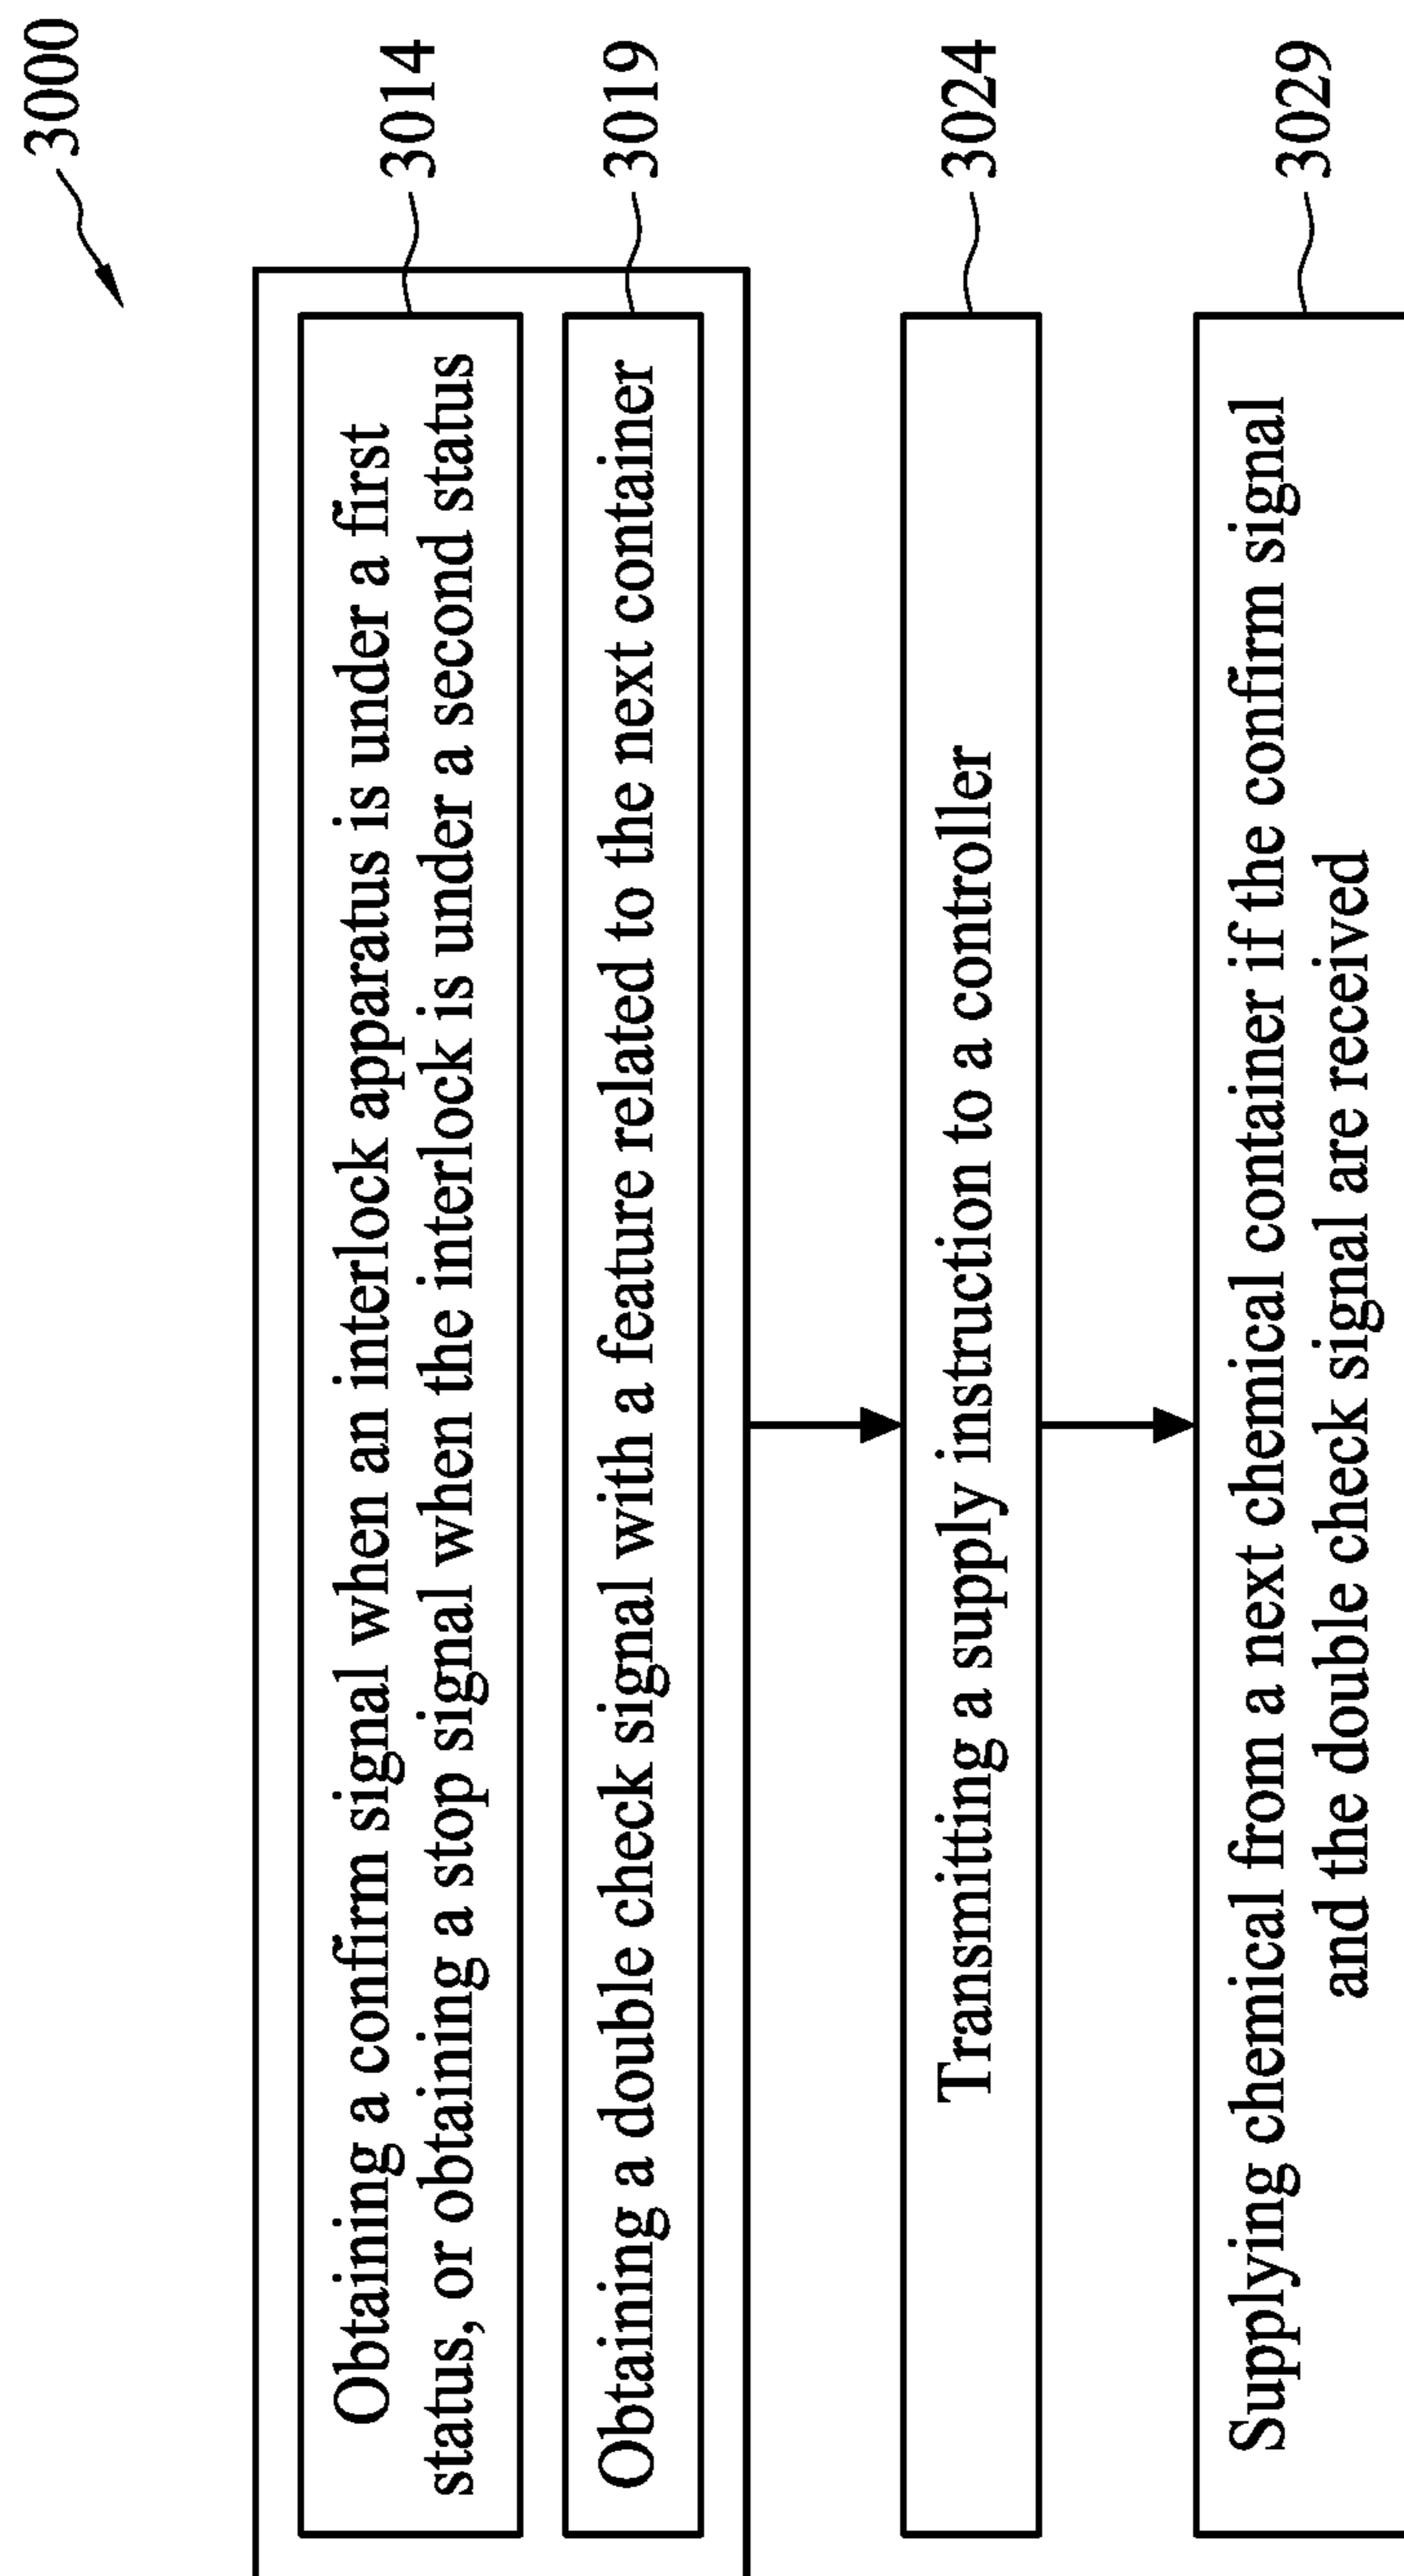 3000
Obtaining a confirm signal when an interlock apparatus is under a first
status, or obtaining a stop signal when the interlock is under a second status
3014
Obtaining a double check signal with a feature related to the next container
3019
Transmitting a supply instruction to a controller
3024
Supplying chemical from a next chemical container if the confirm signal
and the double check signal are received
3029